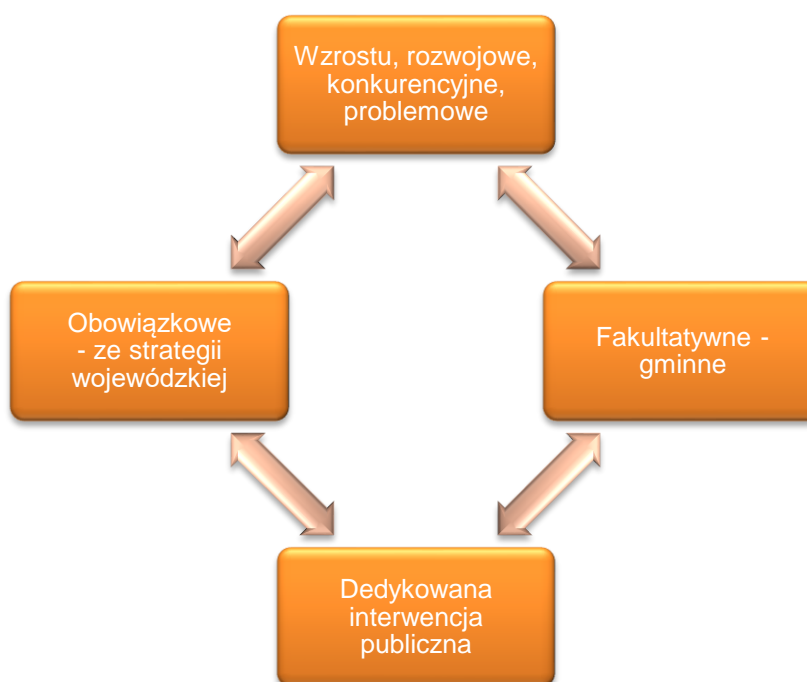 Wzrostu, rozwojowe,
konkurencyjne,
problemowe
Obowiązkowe
- ze strategii
wojewódzkiej
Fakultatywne -
gminne
Dedykowana
interwencja
publiczna